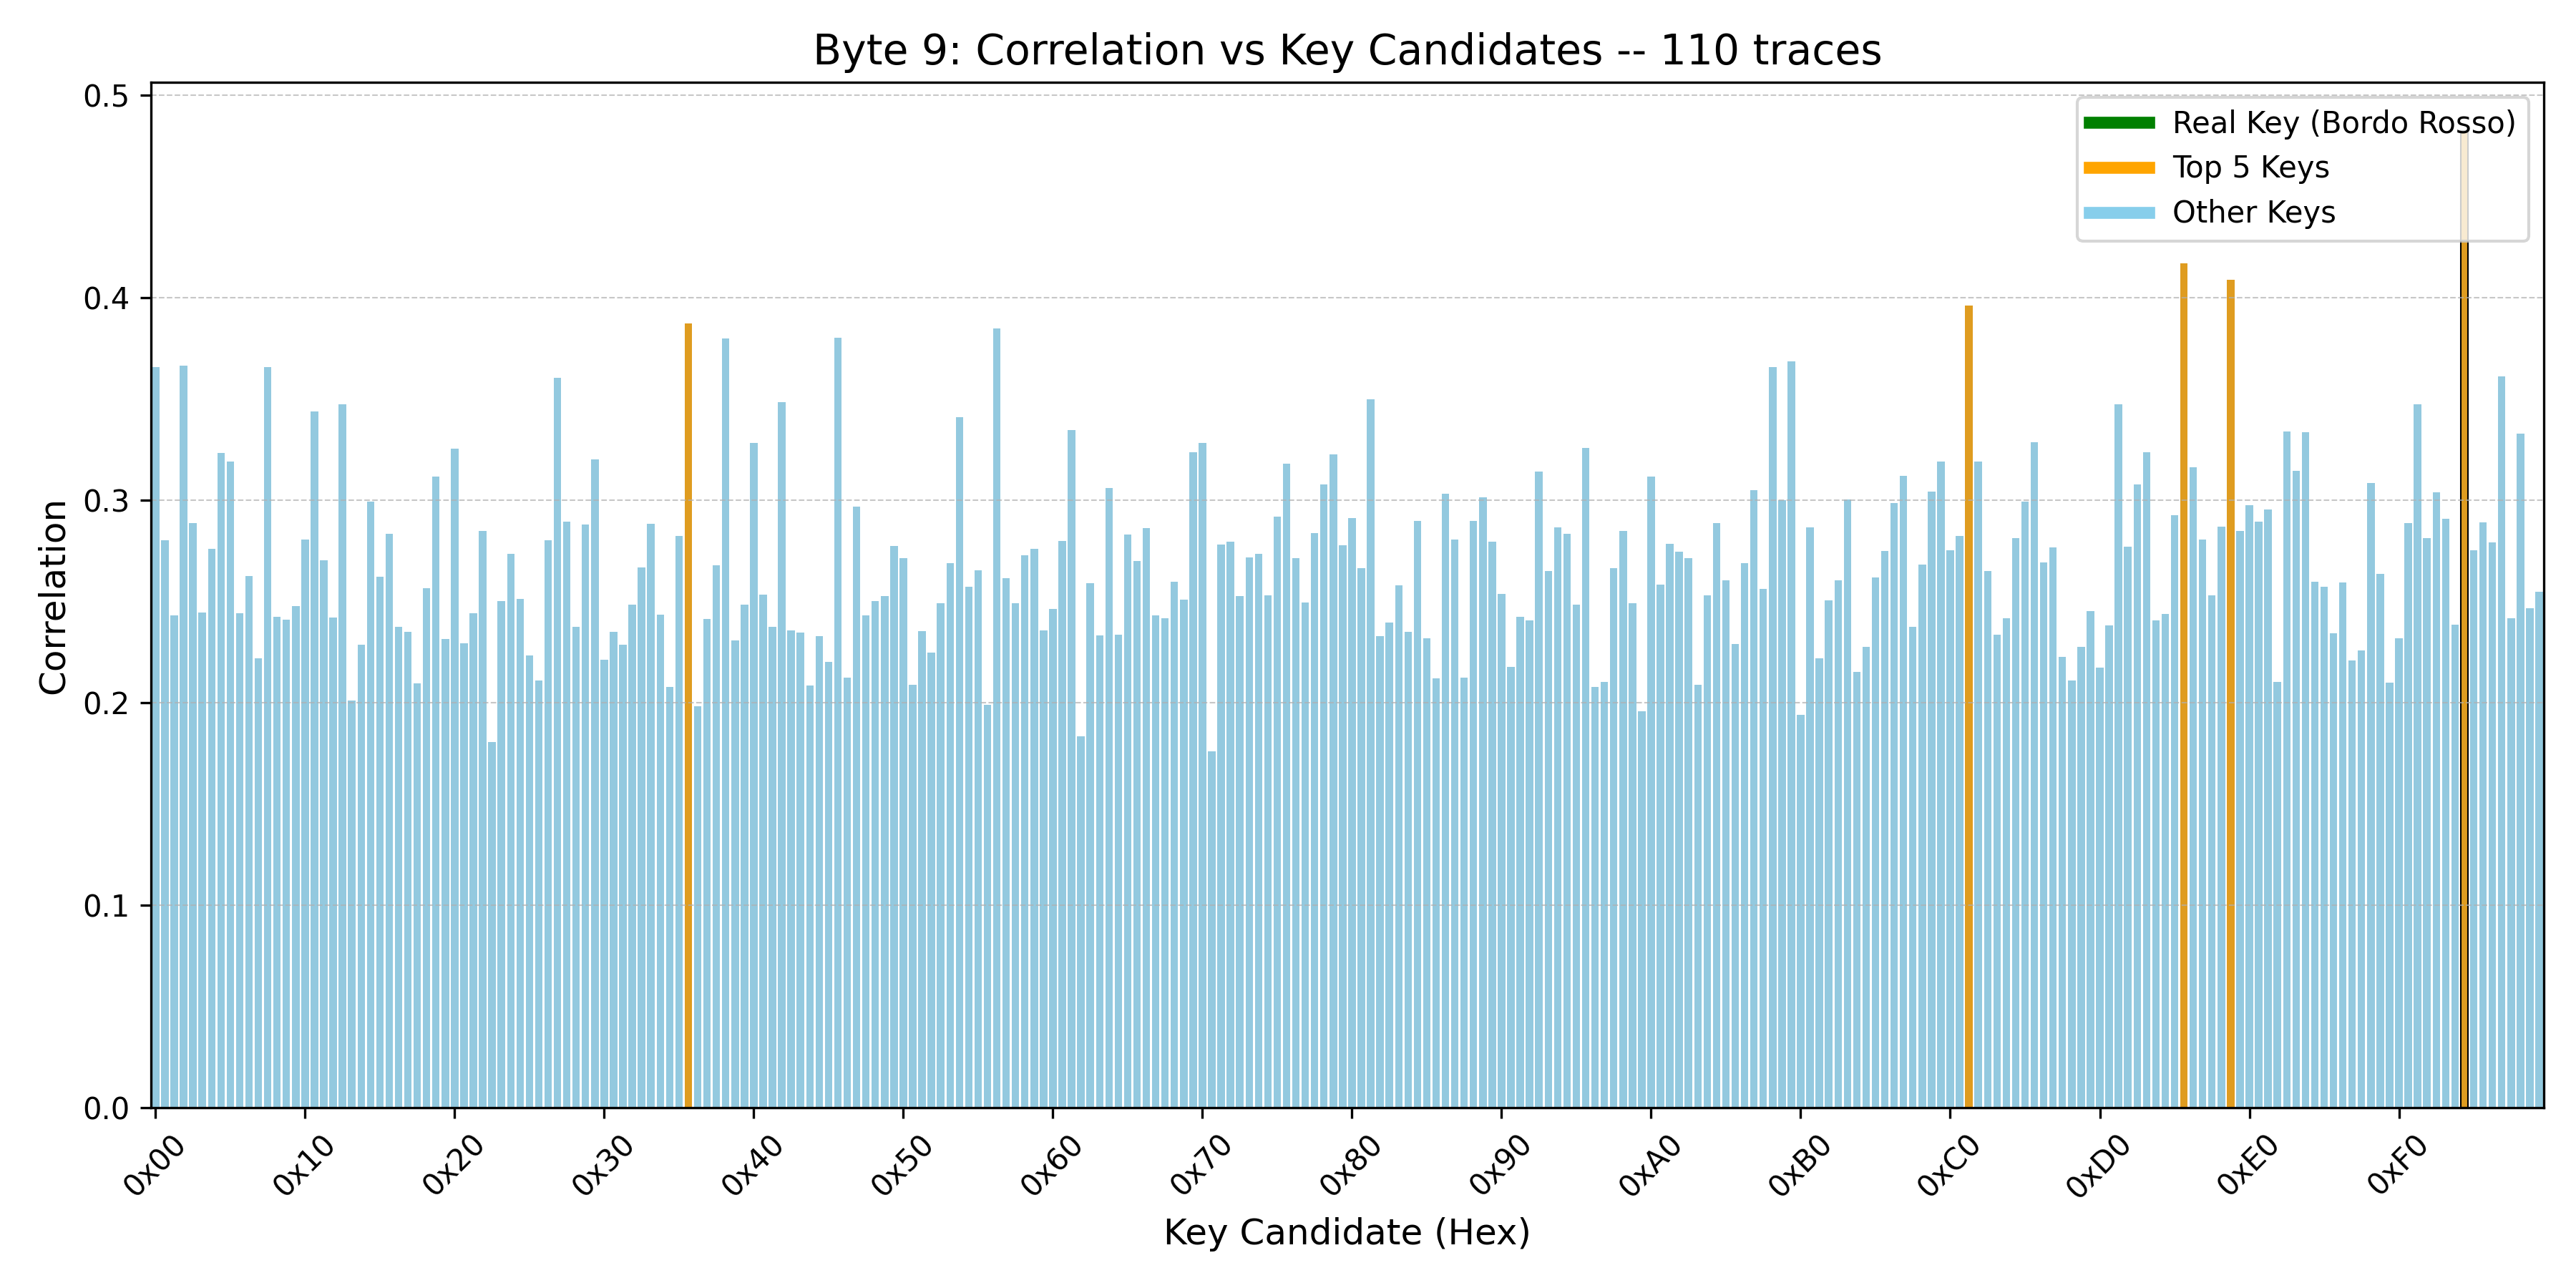 Byte 9: Correlation vs Key Candidates -- 110 traces
Real Key (Bordo Rosso)
Top 5 Keys
Other Keys
Correlation
0.5
0.4
0.3
0.2
0.1
0.0
0x00 0x10 0x20 0x30 0x40 0x50 0x60 0x70 0x80 0x90 0xA0 0xB0 0xC0 0xD0 0xE0 0xF0
Key Candidate (Hex)